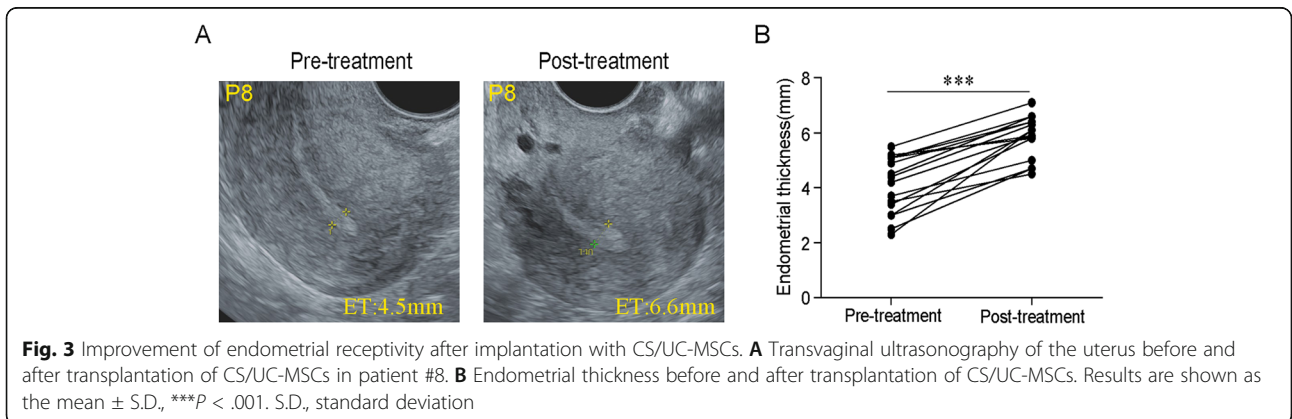 A
Pre-treatment
Post-treatment
P8
ET:4.5mm
P8
ET:6.6mm
B
***
Endometrial thickness(mm)
8
6
4
2
0
Pre-treatment
Post-treatment
Fig. 3 Improvement of endometrial receptivity after implantation with CS/UC-MSCs. A Transvaginal ultrasonography of the uterus before and
after transplantation of CS/UC-MSCs in patient #8. B Endometrial thickness before and after transplantation of CS/UC-MSCs. Results are shown as
the mean ± S.D., ***P < .001. S.D., standard deviation